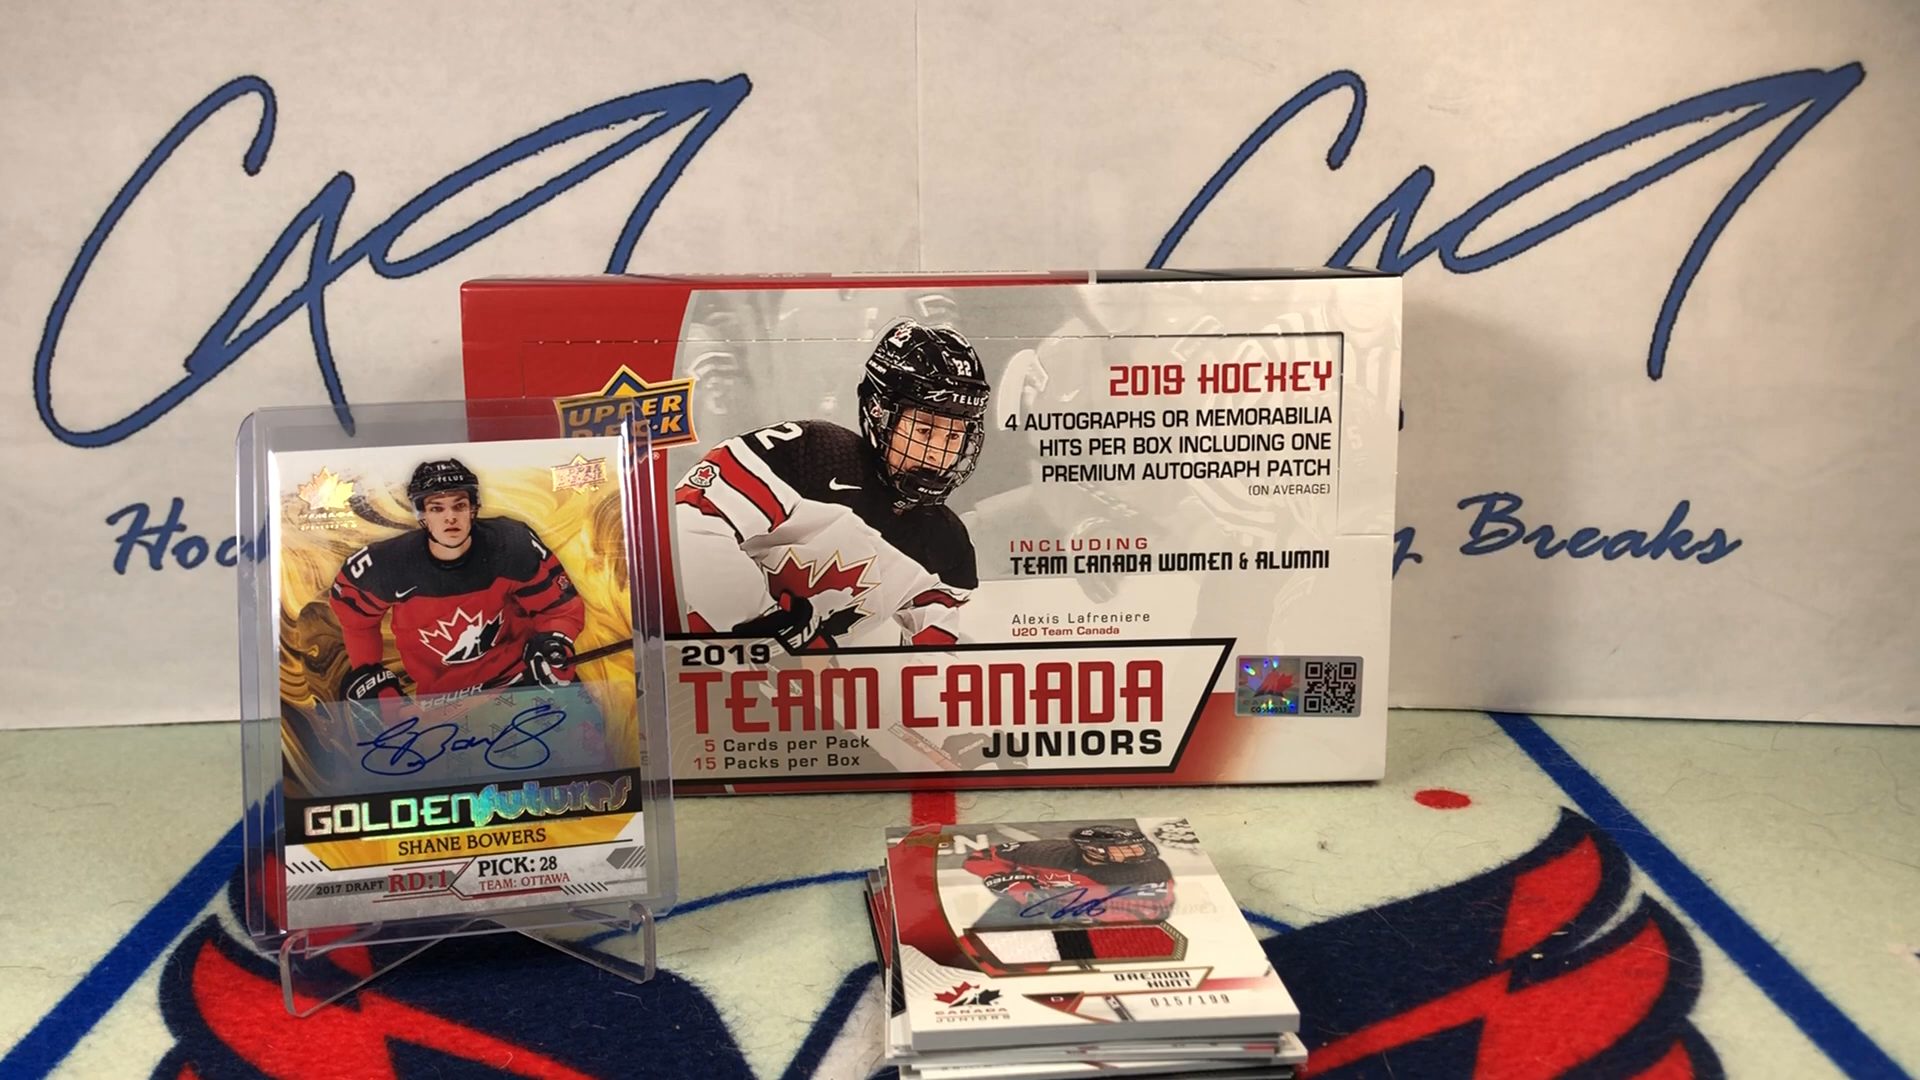 Breaks
UPPER
DECK
2019 HOCKEY
4 AUTOGRAPHS OR MEMORABILIA
HITS PER BOX INCLUDING ONE
PREMIUM AUTOGRAPH PATCH
(ON AVERAGE)
INCLUDING
TEAM CANADA WOMEN & ALUMNI
Alexis Lafreniere
U20 Team Canada
2019
TEAM CANADA
JUNIORS
5 Cards per Pack
15 Packs per Box
22
TELUS
TELUS
15
BAUER
GOLDEN futures
SHANE BOWERS
2017 DRAFT RD:1 PICK: 28
TEAM: OTTAWA
BAUER
DAEMON
HUNT
D
015/199
CANADA
JUNIORS